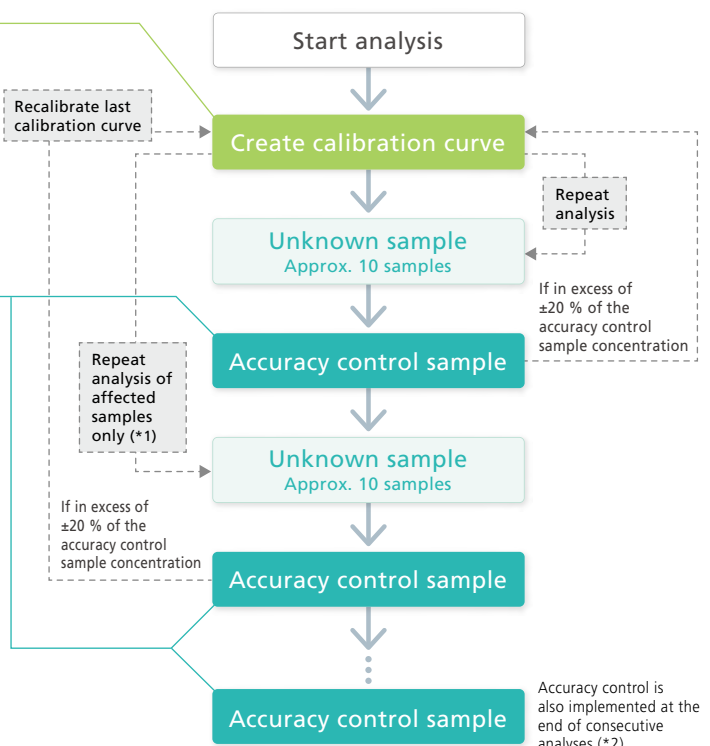 Start analysis
Recalibrate last
calibration curve
Create calibration curve
Repeat
analysis
Unknown sample
Approx. 10 samples
If in excess of
±20 % of the
accuracy control
sample concentration
Accuracy control sample
Repeat
analysis of
affected
samples
only (*1)
Unknown sample
Approx. 10 samples
If in excess of
±20 % of the
accuracy control
sample concentration
Accuracy control sample
Accuracy control sample
Accuracy control is
also implemented at the
end of consecutive
analyses (*2)